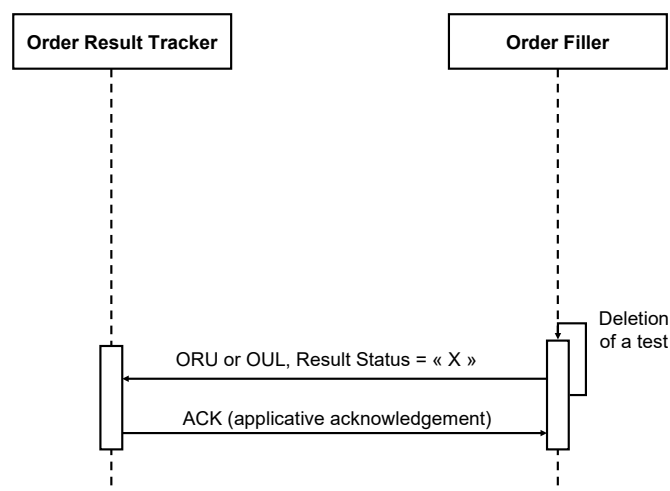 Order Result Tracker
Order Filler
Deletion
of a test
ORU or OUL, Result Status = « X »
ACK (applicative acknowledgement)